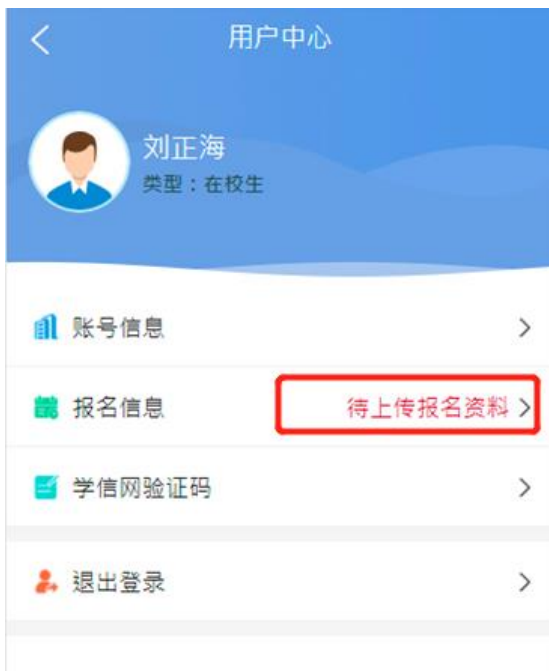 用户中心
刘正海
类型：在校生
账号信息
报名信息 待上传报名资料
学信网验证码
退出登录